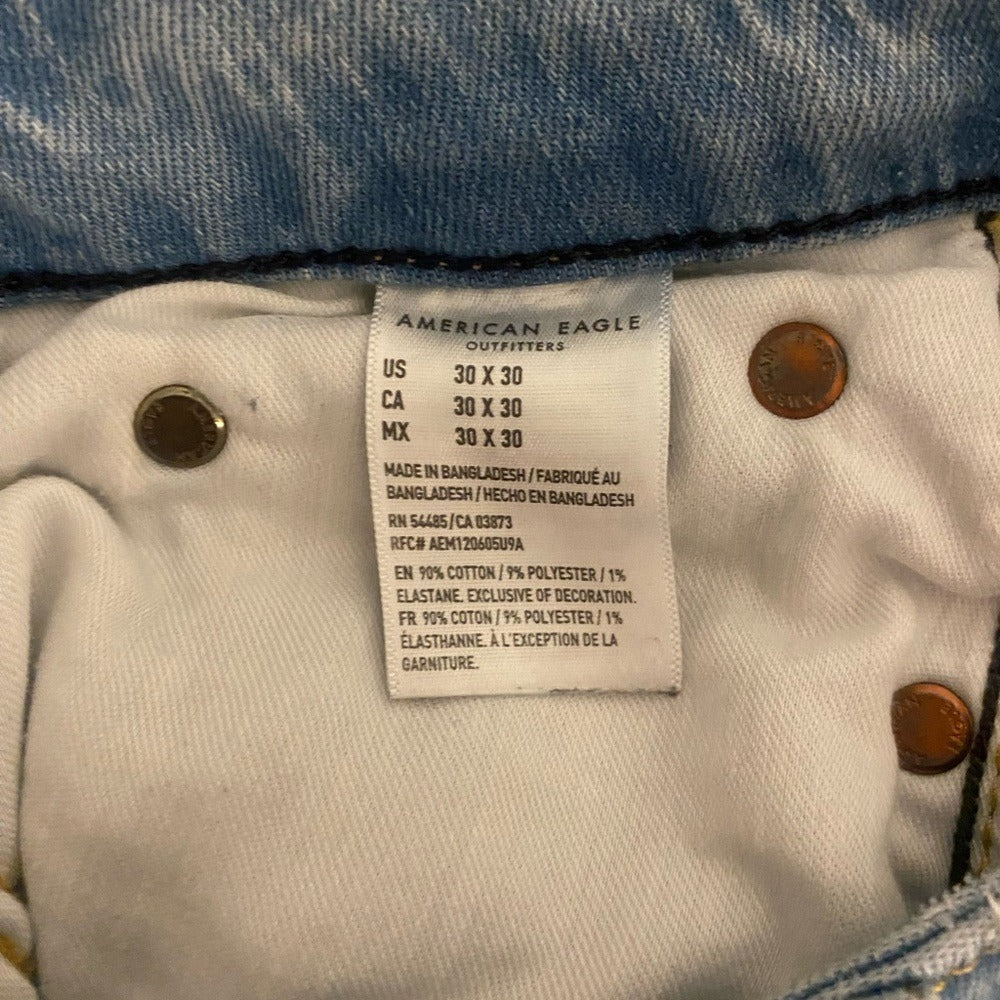 AMERICAN EAGLE
OUTFITTERS
US 30 X 30
CA 30 X 30
MX 30 X 30
MADE IN BANGLADESH / FABRIQUÉ AU
BANGLADESH / HECHO EN BANGLADESH
RN 54485/CA 03873
RFC# AEM120605U9A
EN 90% COTTON / 9% POLYESTER / 1%
ELASTANE. EXCLUSIVE OF DECORATION.
FR 90% COTON / 9% POLYESTER / 1%
ÉLASTHANNE. À L'EXCEPTION DE LA
GARNITURE.